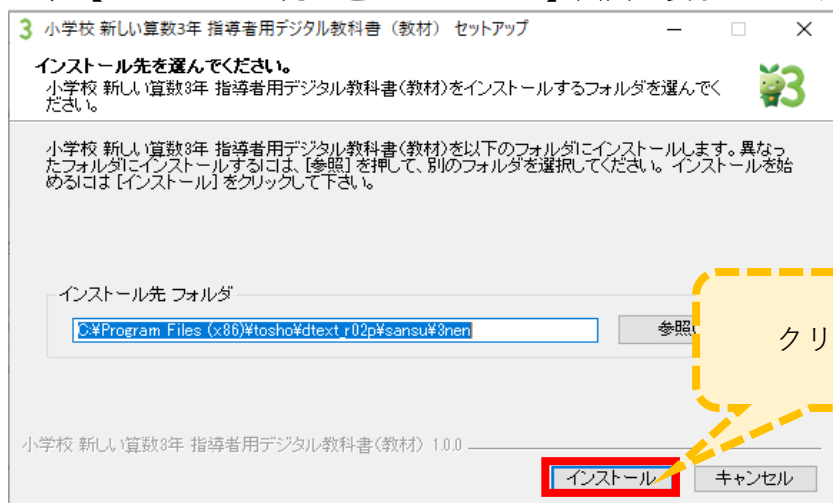 3 小学校 新しい算数3年 指導者用デジタル教科書（教材） セットアップ
インストール先を選んでください。
小学校 新しい算数3年 指導者用デジタル教科書(教材)をインストールするフォルダを選んでく
ださい。
3
小学校 新しい算数3年 指導者用デジタル教科書(教材)を以下のフォルダにインストールします。異なっ
たフォルダにインストールするには、[参照] を押して、別のフォルダを選択してください。インストールを始
めるには [インストール] をクリックして下さい。
インストール先 フォルダ
C:¥Program Files (x86)¥tosho¥dtext_r02p¥sansu¥3nen
参照
クリ
小学校 新しい算数3年 指導者用デジタル教科書(教材) 1.0.0
インストール
キャンセル